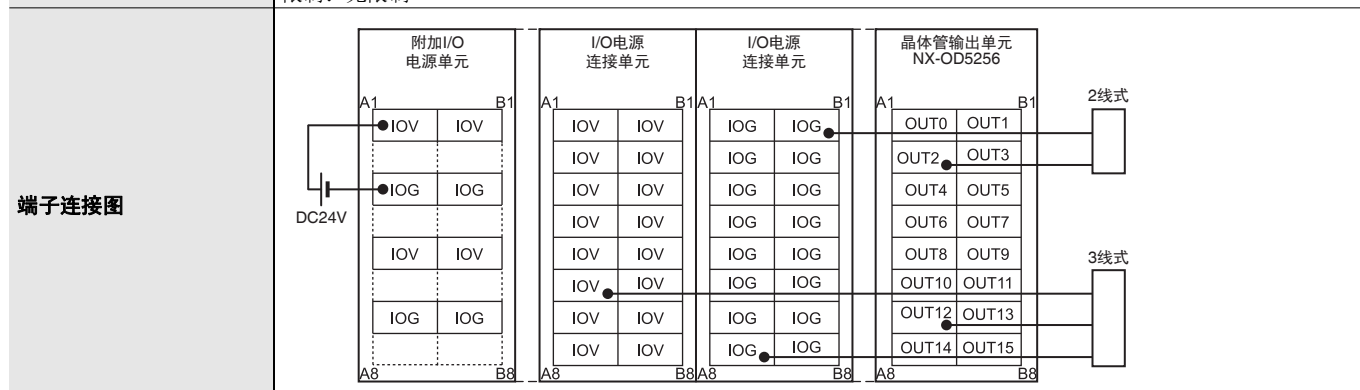 限制：无限制
端子连接图
附加I/O
电源单元
I/O电源
连接单元
I/O电源
连接单元
晶体管输出单元
NX-OD5256
A1 B1 A1 B1 A1 B1 A1 B1
2线式
IOV IOV IOV IOV IOG IOG OUT0 OUT1
IOV IOV IOG IOG OUT2 OUT3
IOG IOG IOV IOV IOG IOG OUT4 OUT5
DC24V
IOV IOV IOG IOG OUT6 OUT7
IOV IOV IOV IOV IOG IOG OUT8 OUT9
3线式
IOV IOV IOG IOG OUT10 OUT11
IOG IOG IOV IOV IOG IOG OUT12 OUT13
IOV IOV IOG IOG OUT14 OUT15
A8 B8 A8 B8 A8 B8 A8 B8